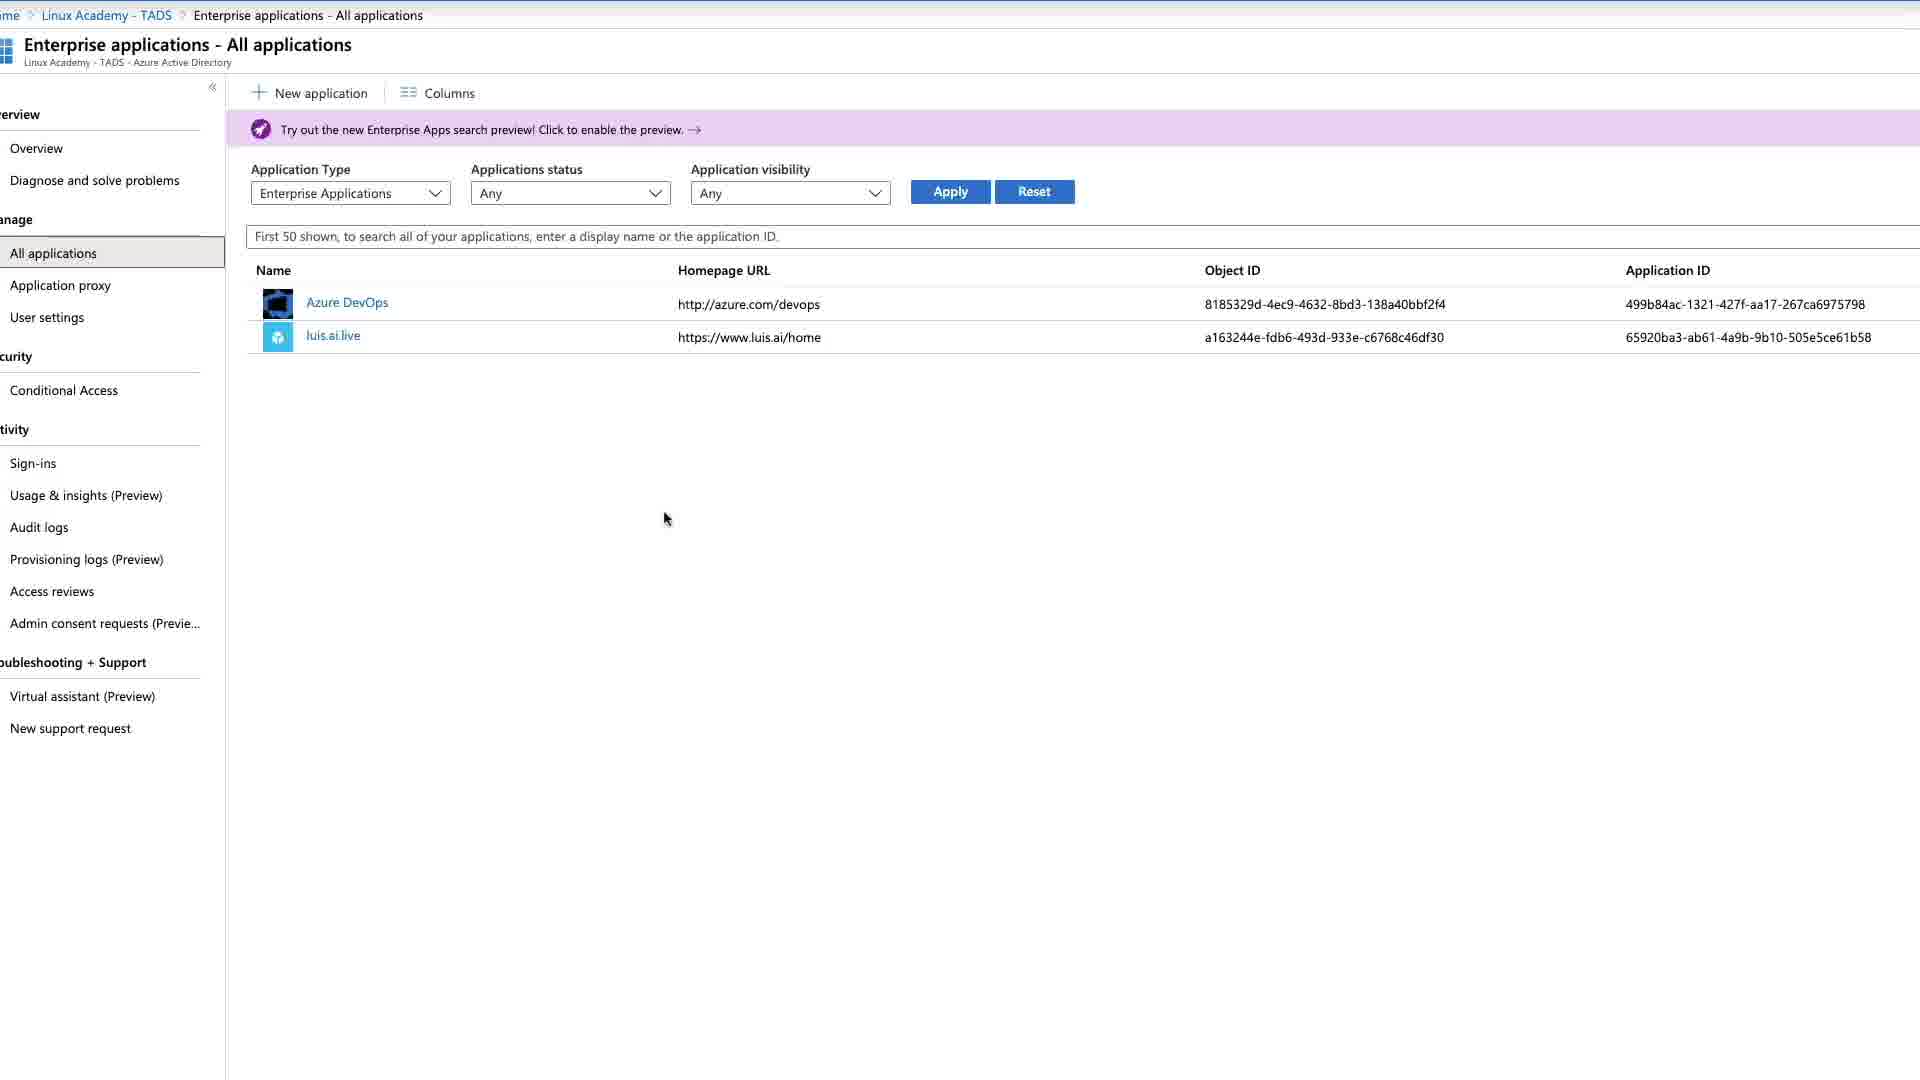 ome > Linux Academy - TADS > Enterprise applications - All applications
Enterprise applications - All applications
Linux Academy - TADS - Azure Active Directory
«
erview
Overview
Diagnose and solve problems
anage
All applications
Application proxy
User settings
curity
Conditional Access
tivity
Sign-ins
Usage & insights (Preview)
Audit logs
Provisioning logs (Preview)
Access reviews
Admin consent requests (Previe...
oubleshooting + Support
Virtual assistant (Preview)
New support request
+ New application Columns
Try out the new Enterprise Apps search preview! Click to enable the preview. →
Application Type Applications status Application visibility
Enterprise Applications Any Any Apply Reset
First 50 shown, to search all of your applications, enter a display name or the application ID.
Name Homepage URL Object ID Application ID
Azure DevOps http://azure.com/devops 8185329d-4ec9-4632-8bd3-138a40bbf2f4 499b84ac-1321-427f-aa17-267ca6975798
luis.ai.live https://www.luis.ai/home a163244e-fdb6-493d-933e-c6768c46df30 65920ba3-ab61-4a9b-9b10-505e5ce61b58